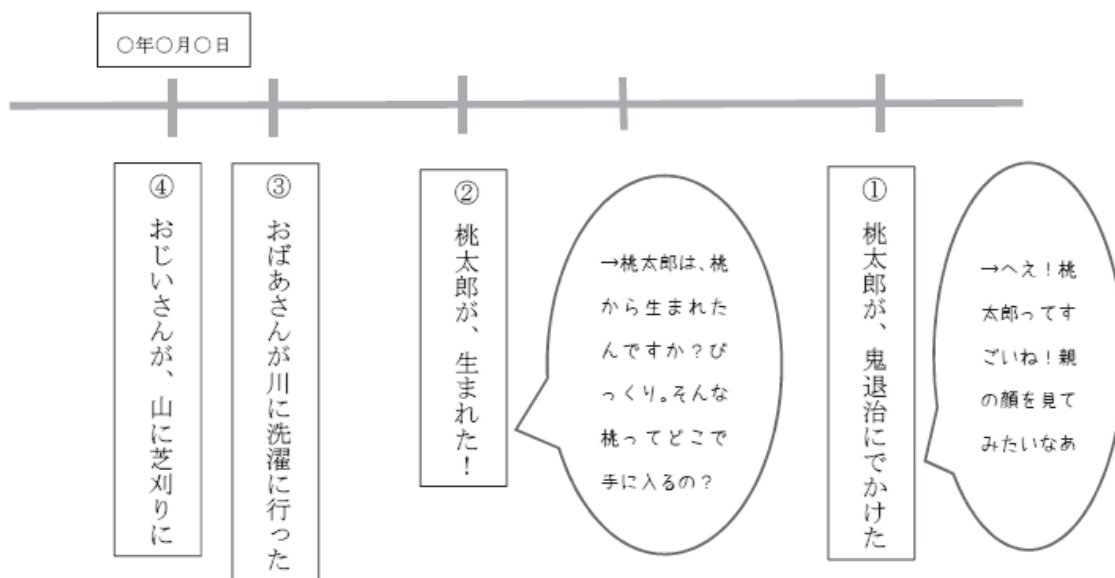 〇年〇月〇日
④ おじいさんが、山に芝刈りに
③ おばあさんが川に洗濯に行った
② 桃太郎が、生まれた！
→桃太郎は、桃
から生まれた
んですか？び
っくり。そんな
桃ってどこで
手に入るの？
① 桃太郎が、鬼退治にでかけた
→へえ！桃
太郎ってす
ごいね！親
の顔を見て
みたいなあ